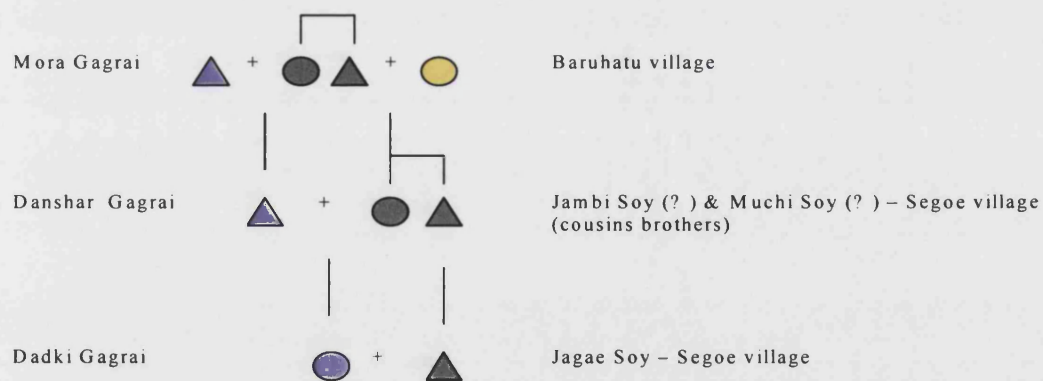 Mora Gagrai + + Baruhatu village
Danshar Gagrai + Jambi Soy (? ) & Muchi Soy (? ) – Segoe village
(cousins brothers)
Dadki Gagrai + Jagae Soy – Segoe village